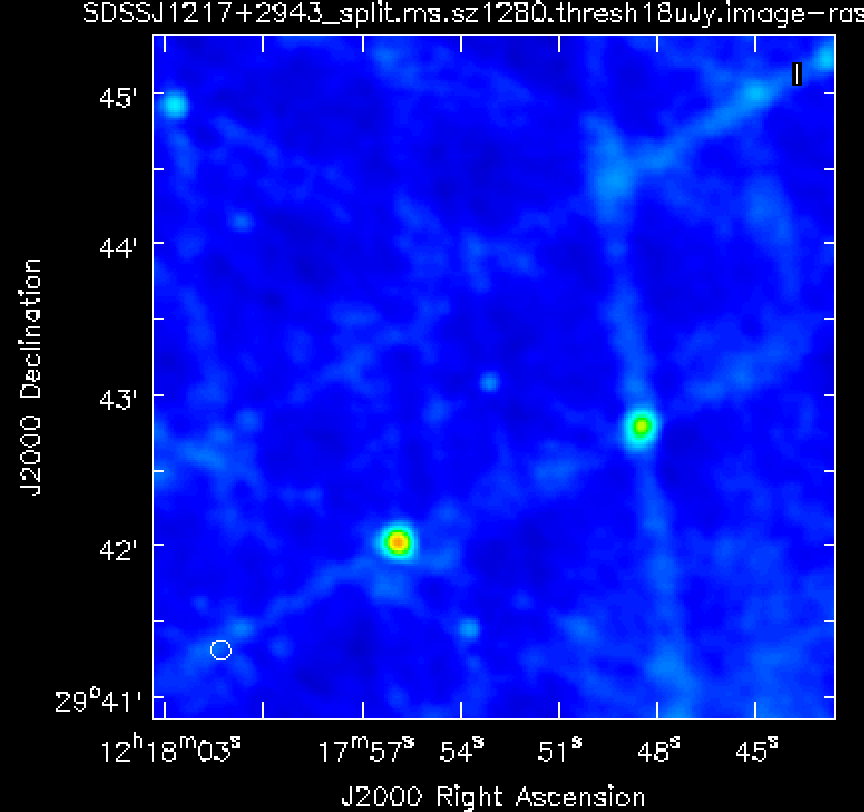 SDSSJ1217+2943_split.ms.sz1280.thresh18uJy.image-ras
I
45'
44'
43'
42'
29°41'
J2000 Declination
12ʰ18ᵐ03ˢ 17ᵐ57ˢ 54ˢ 51ˢ 48ˢ 45ˢ
J2000 Right Ascension